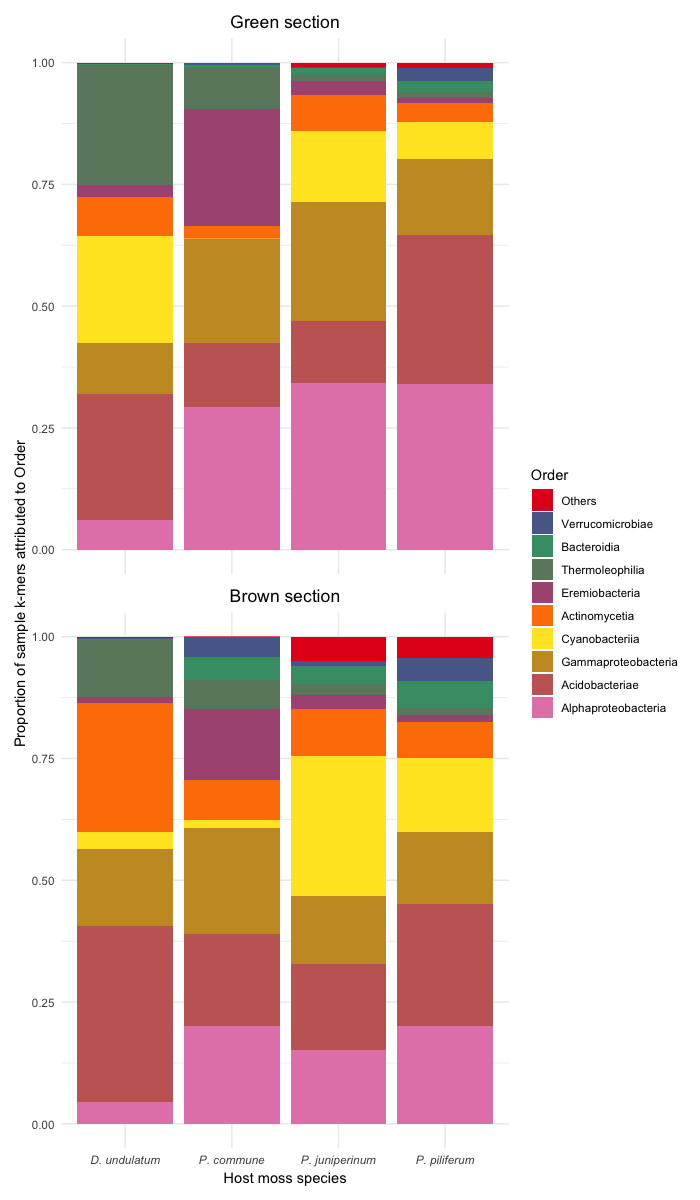 Green section
1.00
0.75
0.50
0.25
0.00
Brown section
1.00
0.75
0.50
0.25
0.00
D. undulatum
P. commune
P. juniperinum
P. piliferum
Host moss species
Proportion of sample k-mers attributed to Order
Order
Others
Verrucomicrobiae
Bacteroidia
Thermoleophilia
Eremiobacteria
Actinomycetia
Cyanobacteriia
Gammaproteobacteria
Acidobacteriae
Alphaproteobacteria